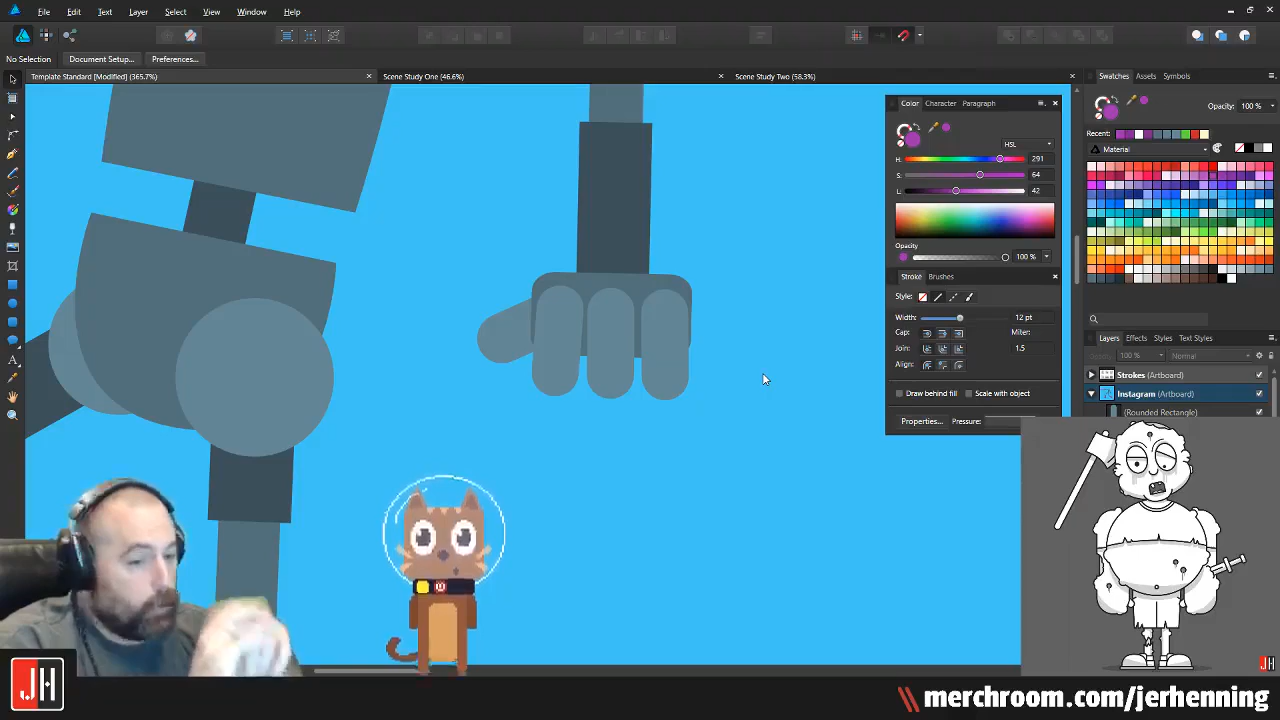 File Edit Text Document Layer Select View Window Help
No Selection Document Setup... Preferences...
Template Standard [Modified] (365.7%) Scene Study One (46.6%) Scene Study Two (58.3%)
Color Character Paragraph
HSL
H: 291
S: 64
L: 42
Opacity
100 %
Stroke Brushes
Style:
Width: 12 pt
Cap: Miter:
Join: 1.5
Align:
Draw behind fill Scale with object
Properties... Pressure:
Swatches Assets Symbols
Opacity: 100 %
Recent:
Material
Layers Effects Styles Text Styles
Opacity 100 % Normal
Strokes (Artboard)
Instagram (Artboard)
(Rounded Rectangle)
JH
JH
\\ merchroom.com/jerhenning